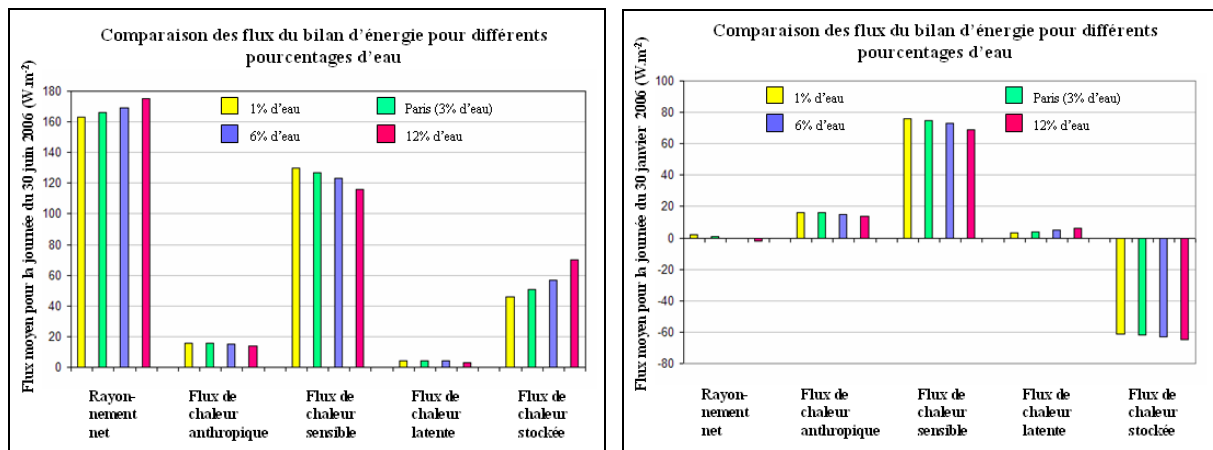 Comparaison des flux du bilan d'énergie pour différents
pourcentages d'eau
Flux moyen pour la journée du 30 juin 2006 (W.m-2)
180
160
140
120
100
80
60
40
20
0
1% d'eau
Paris (3% d'eau)
6% d'eau
12% d'eau
Rayon-
nement
net
Flux de
chaleur
anthropique
Flux de
chaleur
sensible
Flux de
chaleur
latente
Flux de
chaleur
stockée
Comparaison des flux du bilan d'énergie pour différents
pourcentages d'eau
Flux moyen pour la journée du 30 janvier 2006 (W.m-2)
100
80
60
40
20
0
-20
-40
-60
-80
1% d'eau
Paris (3% d'eau)
6% d'eau
12% d'eau
Rayon-
nement
net
Flux de
chaleur
anthropique
Flux de
chaleur
sensible
Flux de
chaleur
latente
Flux de
chaleur
stockée